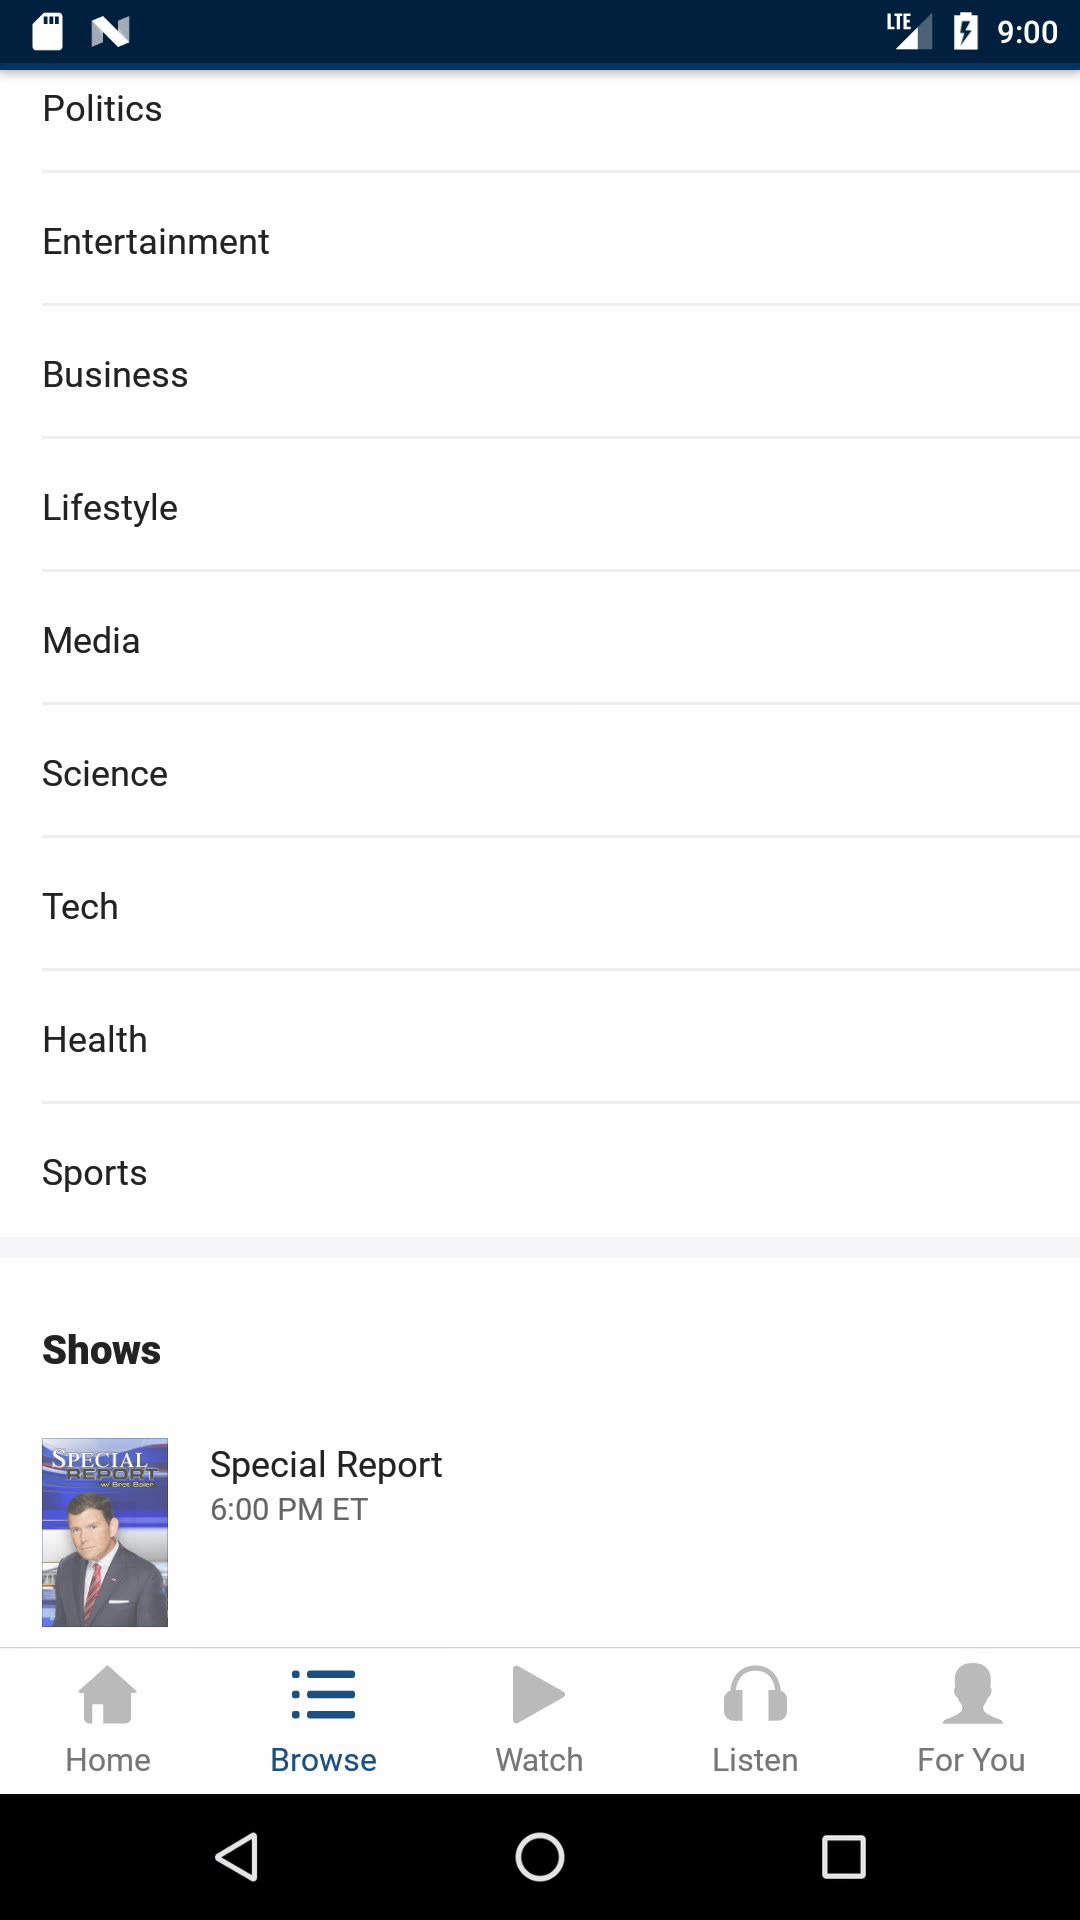 LTE 9:00
Politics
Entertainment
Business
Lifestyle
Media
Science
Tech
Health
Sports
Shows
SPECIAL
REPORT
w/ Bret Baier
Special Report
6:00 PM ET
Home Browse Watch Listen For You